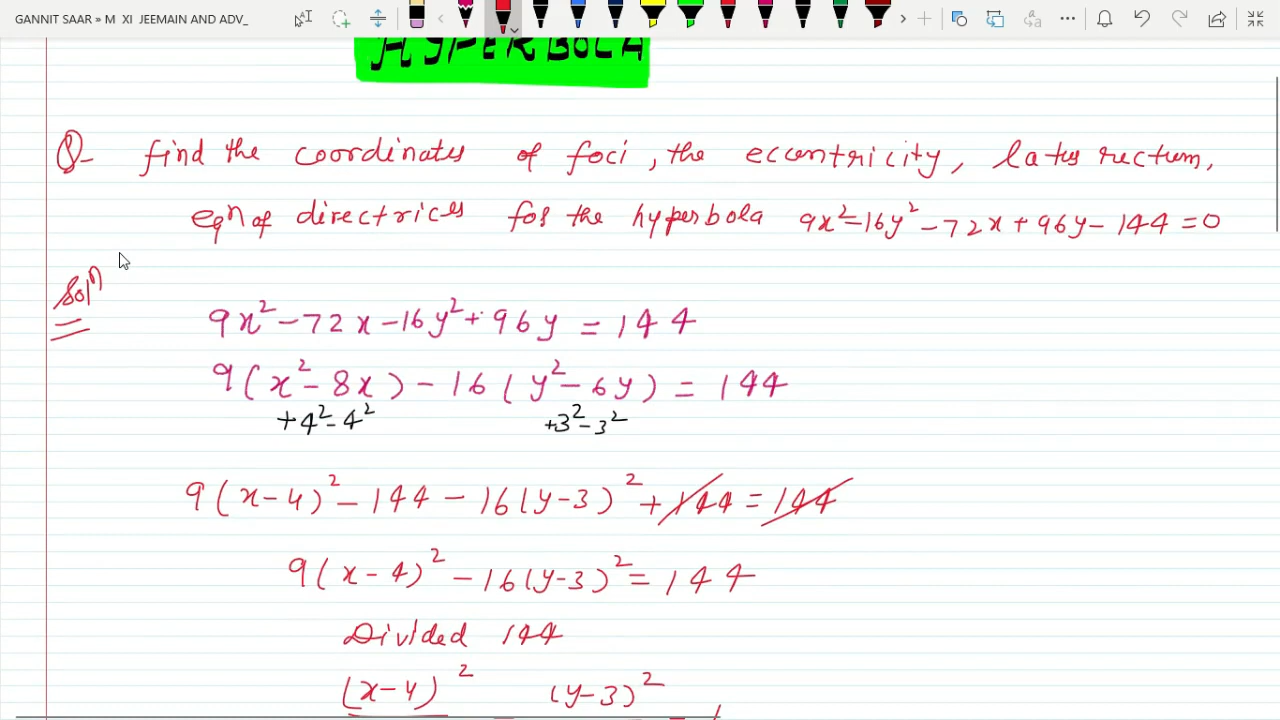 GANNIT SAAR » M XI JEEMAIN AND ADV_
HYPERBOLA
Q- find the coordinates of foci, the eccentricity, latus rectum,
eqn of directrices for the hyperbola 9x²-16y²-72x+96y-144=0
Solⁿ
9x²-72x-16y²+96y=144
9(x²-8x)-16(y²-6y)=144
+4²-4² +3²-3²
9(x-4)²-144-16(y-3)²+144=144
9(x-4)²-16(y-3)²=144
Divided 144
(x-4)² (y-3)²